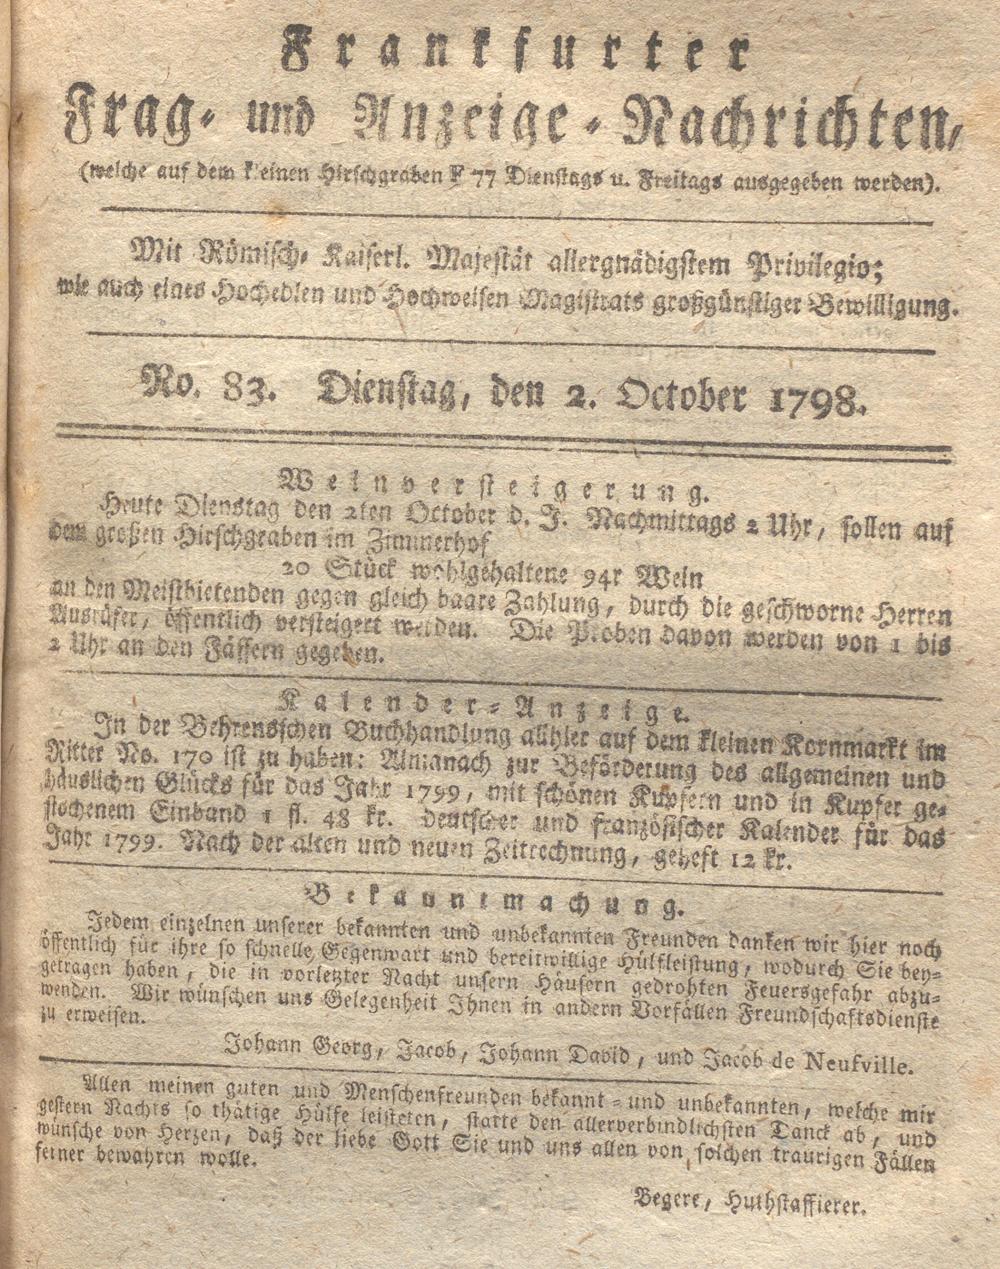 Frankfurter
Frag- und Anzeige-Nachrichten,
(welche auf dem kleinen Hirschgraben F 77 Dienstags u. Freitags ausgegeben werden).
Mit Römisch- Kaiserl. Majestät allergnädigstem Privilegio;
wie auch eines Hochedlen und Hochweisen Magistrats großgünstiger Bewilligung.
No. 83. Dienstag, den 2. October 1798.
Weinversteigerung.
Heute Dienstag den 2ten October d. J. Nachmittags 2 Uhr, sollen auf
dem großen Hirschgraben im Zimmerhof
20 Stück wohlgehaltene 94r Wein
an den Meistbietenden gegen gleich baare Zahlung, durch die geschworne Herren
Ausrüfer, öffentlich versteigert werden. Die Proben davon werden von 1 bis
2 Uhr an den Fässern gegeben.
Kalender-Anzeige.
In der Behrensschen Buchhandlung allhier auf dem kleinen Kornmarkt im
Ritter No. 170 ist zu haben: Almanach zur Beförderung des allgemeinen und
häuslichen Glücks für das Jahr 1799, mit schönen Kupfern und in Kupfer ge-
stochenem Einband 1 fl. 48 kr. deutscher und französischer Kalender für das
Jahr 1799. Nach der alten und neuen Zeitrechnung, geheft 12 kr.
Bekanntmachung.
Jedem einzelnen unserer bekannten und unbekannten Freunden danken wir hier noch
öffentlich für ihre so schnelle Gegenwart und bereitwillige Hülfleistung, wodurch Sie bey-
getragen haben, die in vorletzter Nacht unsern Häusern gedrohten Feuersgefahr abzu-
wenden. Wir wünschen uns Gelegenheit Ihnen in andern Vorfällen Freundschaftsdienste
zu erweisen.
Johann Georg, Jacob, Johann David, und Jacob de Neufville.
Allen meinen guten und Menschenfreunden bekannt- und unbekannten, welche mir
gestern Nachts so thätige Hülfe leisteten, statte den allerverbindlichsten Danck ab, und
wünsche von Herzen, daß der liebe Gott Sie und uns allen von solchen traurigen Fällen
ferner bewahren wolle.
Begere, Huthstaffierer.